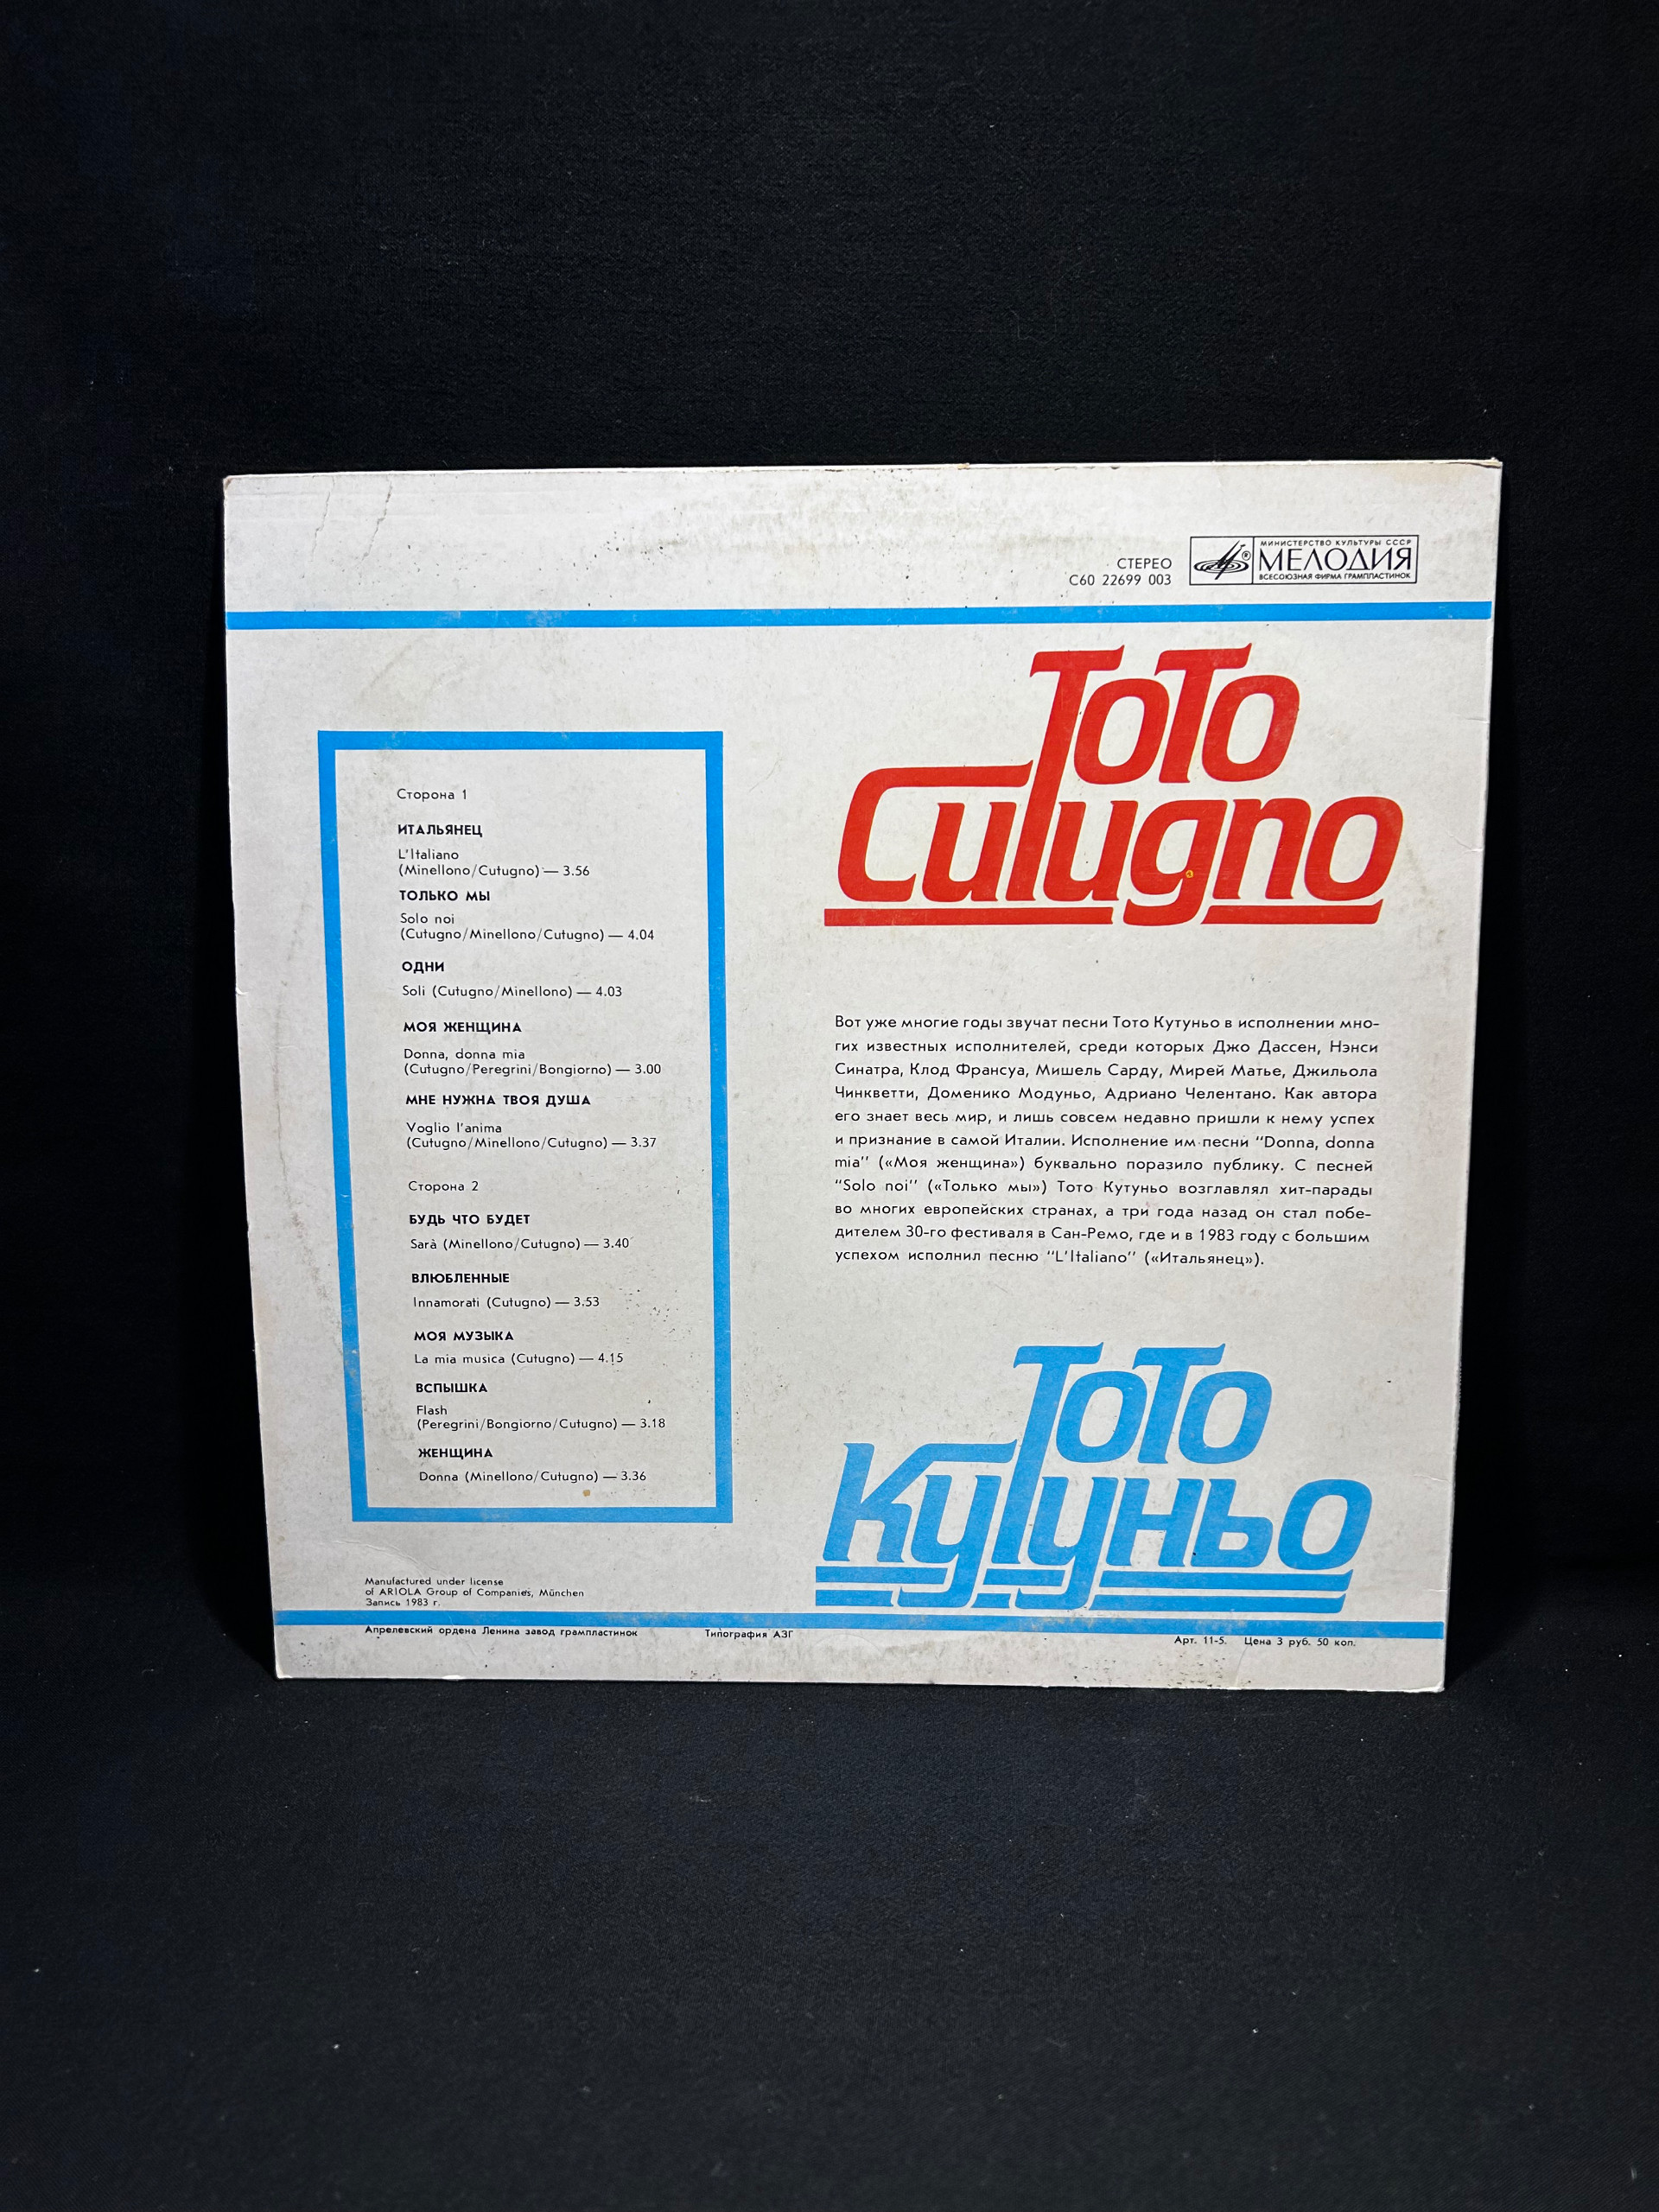 СТЕРЕО
С60 22699 003
МИНИСТЕРСТВО КУЛЬТУРЫ СССР
МЕЛОДИЯ
ВСЕСОЮЗНАЯ ФИРМА ГРАМПЛАСТИНОК
Toto
Cutugno
Сторона 1
ИТАЛЬЯНЕЦ
L'Italiano
(Minellono/Cutugno) — 3.56
ТОЛЬКО МЫ
Solo noi
(Cutugno/Minellono/Cutugno) — 4.04
ОДНИ
Soli (Cutugno/Minellono) — 4.03
МОЯ ЖЕНЩИНА
Donna, donna mia
(Cutugno/Peregrini/Bongiorno) — 3.00
МНЕ НУЖНА ТВОЯ ДУША
Voglio l'anima
(Cutugno/Minellono/Cutugno) — 3.37
Сторона 2
БУДЬ ЧТО БУДЕТ
Sarà (Minellono/Cutugno) — 3.40
ВЛЮБЛЕННЫЕ
Innamorati (Cutugno) — 3.53
МОЯ МУЗЫКА
La mia musica (Cutugno) — 4.15
ВСПЫШКА
Flash
(Peregrini/Bongiorno/Cutugno) — 3.18
ЖЕНЩИНА
Donna (Minellono/Cutugno) — 3.36
Вот уже многие годы звучат песни Тото Кутуньо в исполнении мно-
гих известных исполнителей, среди которых Джо Дассен, Нэнси
Синатра, Клод Франсуа, Мишель Сарду, Мирей Матье, Джильола
Чинкветти, Доменико Модуньо, Адриано Челентано. Как автора
его знает весь мир, и лишь совсем недавно пришли к нему успех
и признание в самой Италии. Исполнение им песни "Donna, donna
mia" («Моя женщина») буквально поразило публику. С песней
"Solo noi" («Только мы») Тото Кутуньо возглавлял хит-парады
во многих европейских странах, а три года назад он стал побе-
дителем 30-го фестиваля в Сан-Ремо, где и в 1983 году с большим
успехом исполнил песню "L'Italiano" («Итальянец»).
Тото
Кутуньо
Manufactured under license
of ARIOLA Group of Companies, München
Запись 1983 г.
Апрелевский ордена Ленина завод грампластинок Типография АЗГ
Арт. 11-5. Цена 3 руб. 50 коп.